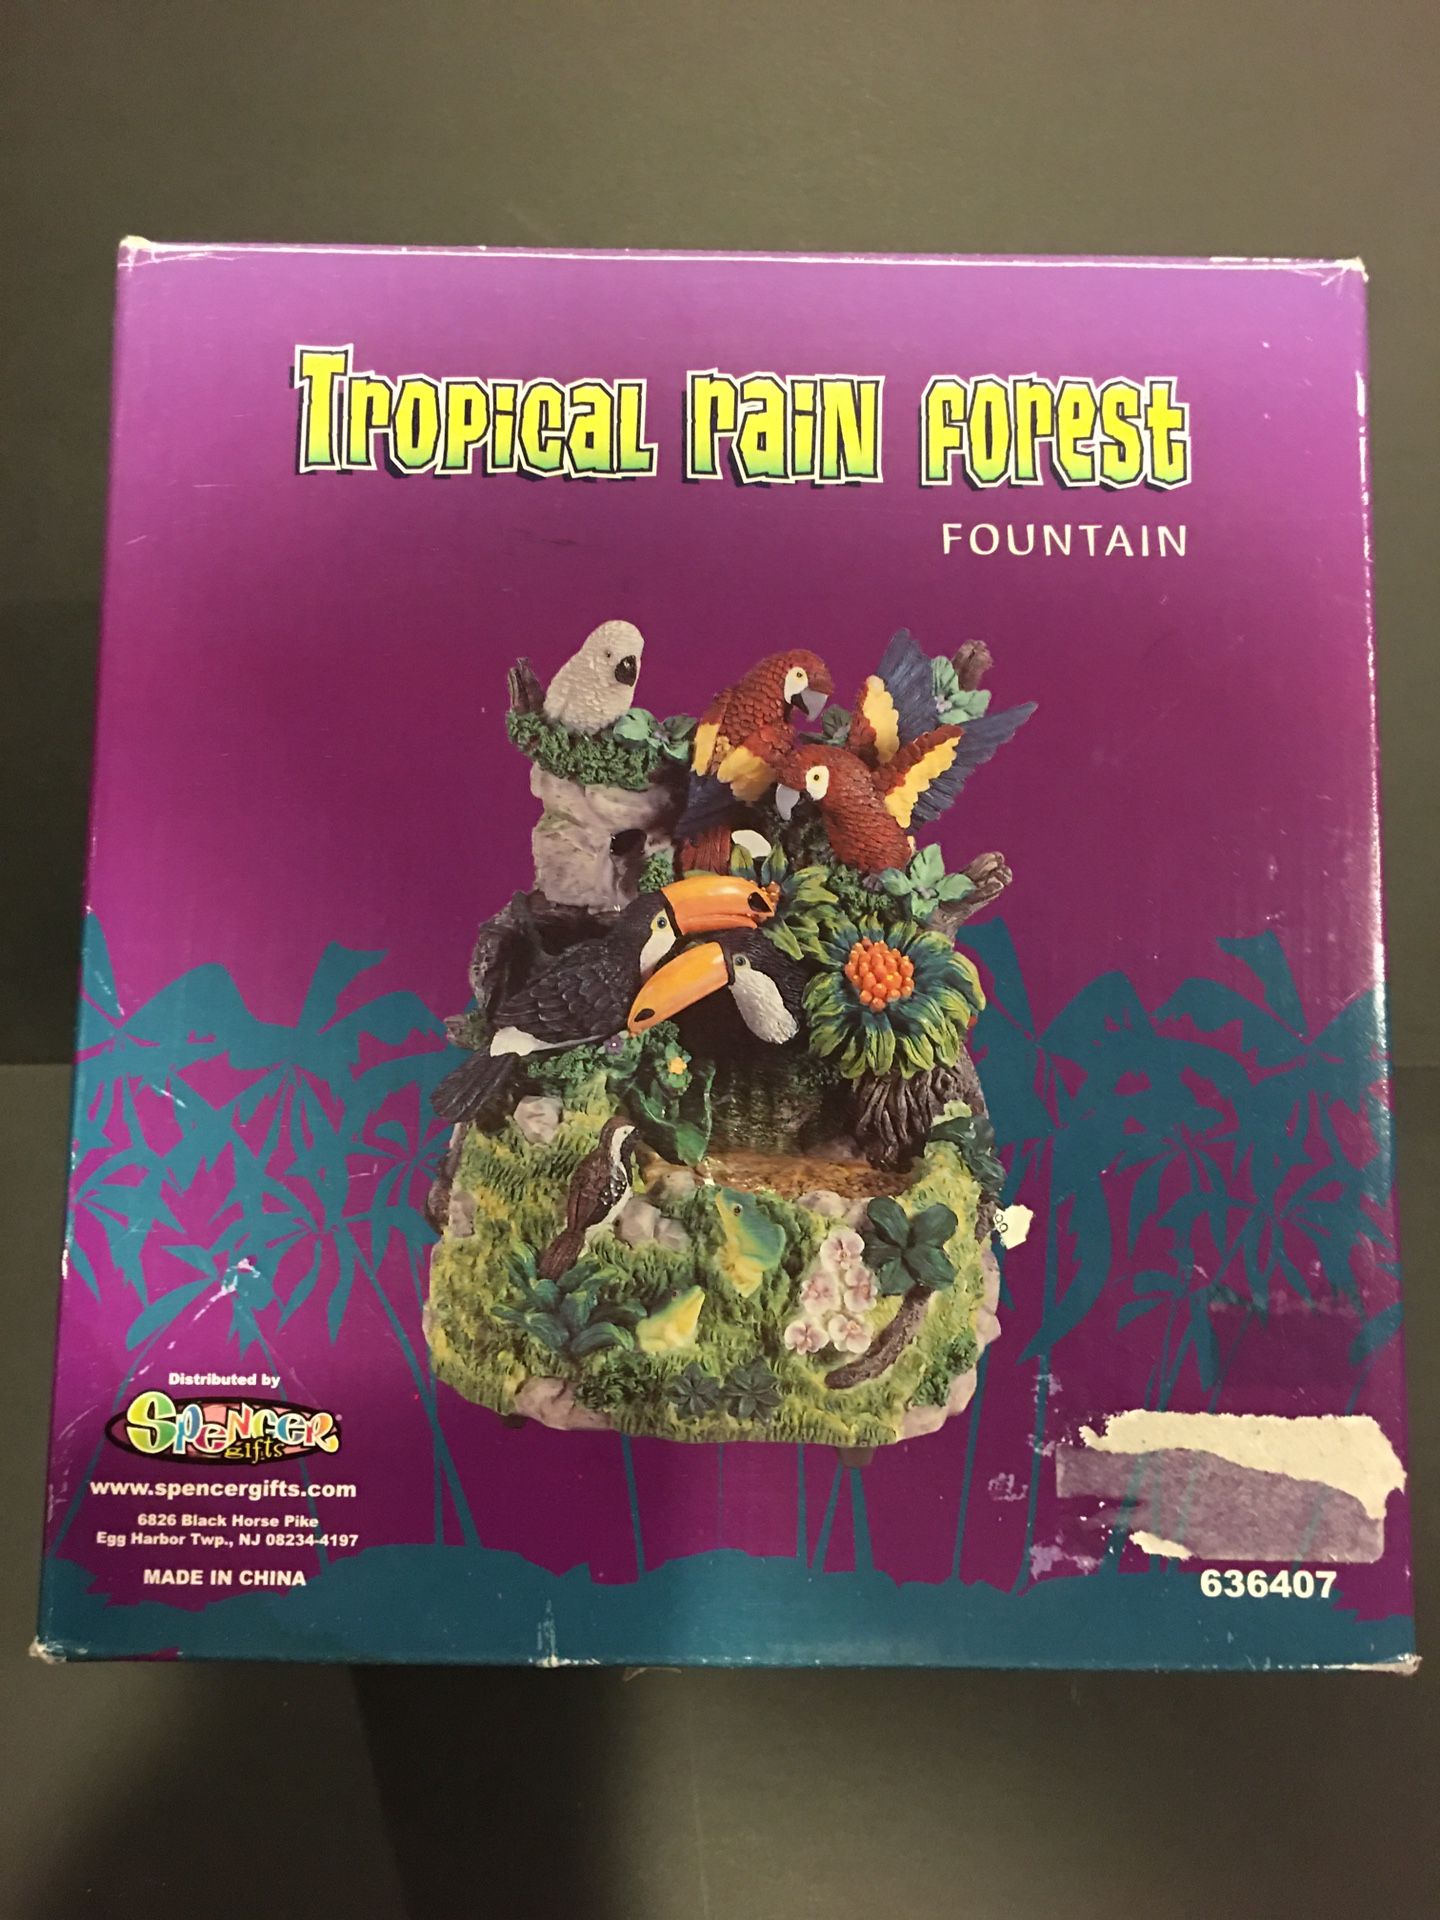 Tropical rain forest
FOUNTAIN
Distributed by
SPENCER
gifts
www.spencergifts.com
6826 Black Horse Pike
Egg Harbor Twp., NJ 08234-4197
MADE IN CHINA
636407